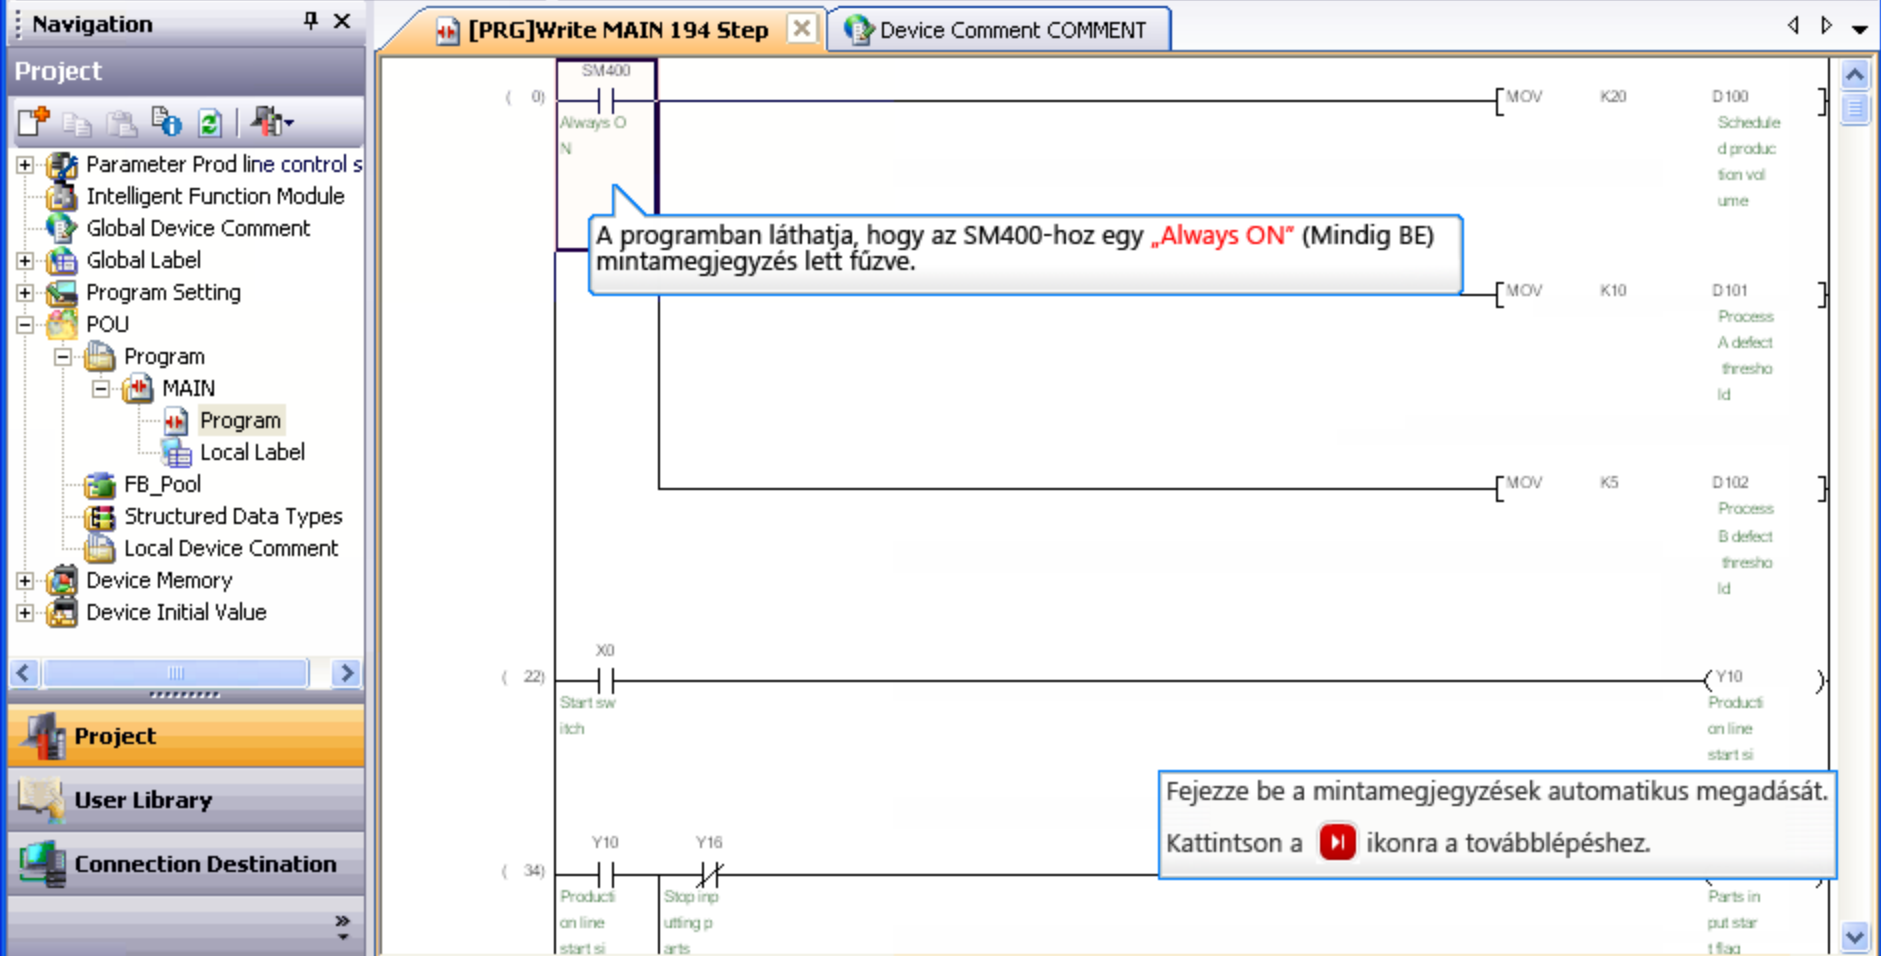 Navigation
Project
Parameter Prod line control s
Intelligent Function Module
Global Device Comment
Global Label
Program Setting
POU
Program
MAIN
Program
Local Label
FB_Pool
Structured Data Types
Local Device Comment
Device Memory
Device Initial Value
Project
User Library
Connection Destination
[PRG]Write MAIN 194 Step
Device Comment COMMENT
SM400
( 0)
Always O
N
MOV K20 D100
Schedule
d produc
tion vol
ume
A programban láthatja, hogy az SM400-hoz egy „Always ON” (Mindig BE)
mintamegjegyzés lett fűzve.
MOV K10 D101
Process
A defect
thresho
ld
MOV K5 D102
Process
B defect
thresho
ld
X0
( 22)
Start sw
itch
Y10
Producti
on line
start si
Fejezze be a mintamegjegyzések automatikus megadását.
Kattintson a ikonra a továbblépéshez.
Y10 Y16
( 34)
Producti
on line
start si
Stop inp
utting p
arts
Parts in
put star
t flag